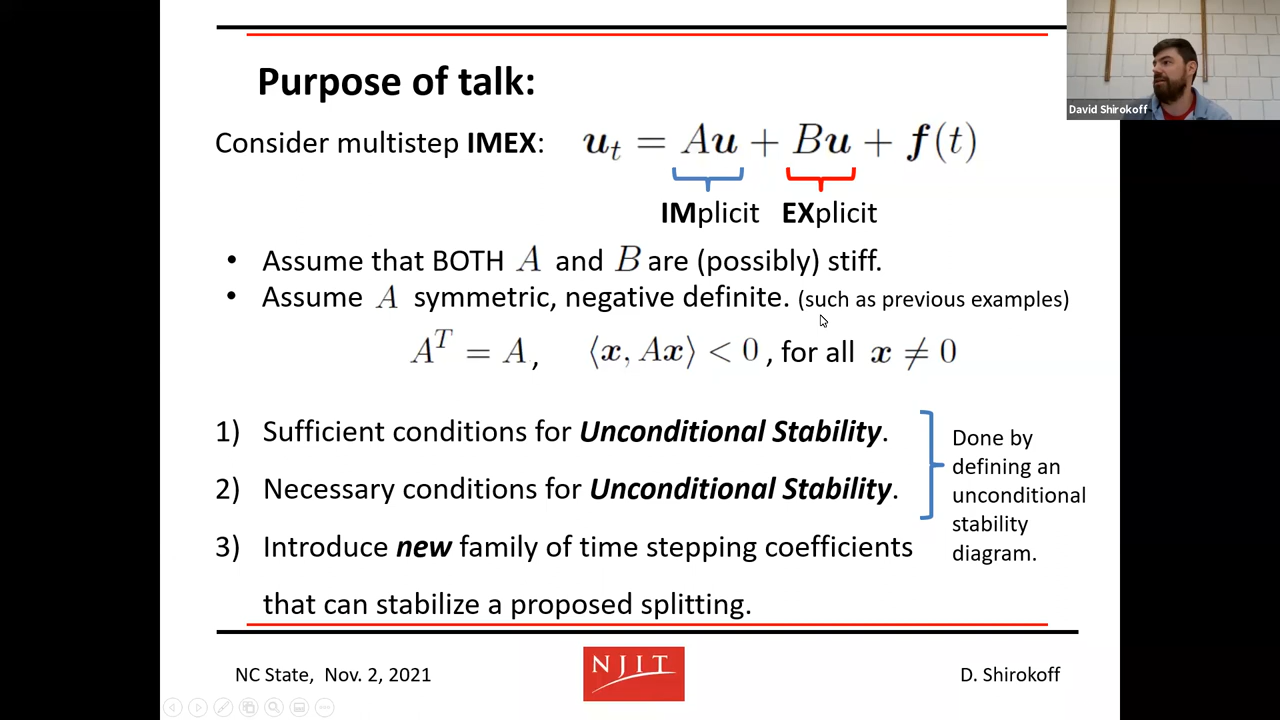 Purpose of talk:
David Shirokoff
Consider multistep IMEX: 𝒖ₜ = A𝒖 + B𝒖 + 𝒇(t)
IMplicit EXplicit
• Assume that BOTH A and B are (possibly) stiff.
• Assume A symmetric, negative definite. (such as previous examples)
Aᵀ = A, ⟨𝒙, A𝒙⟩ < 0, for all 𝒙 ≠ 0
1) Sufficient conditions for Unconditional Stability.
2) Necessary conditions for Unconditional Stability.
3) Introduce new family of time stepping coefficients
that can stabilize a proposed splitting.
Done by
defining an
unconditional
stability
diagram.
NC State, Nov. 2, 2021
NJIT
D. Shirokoff